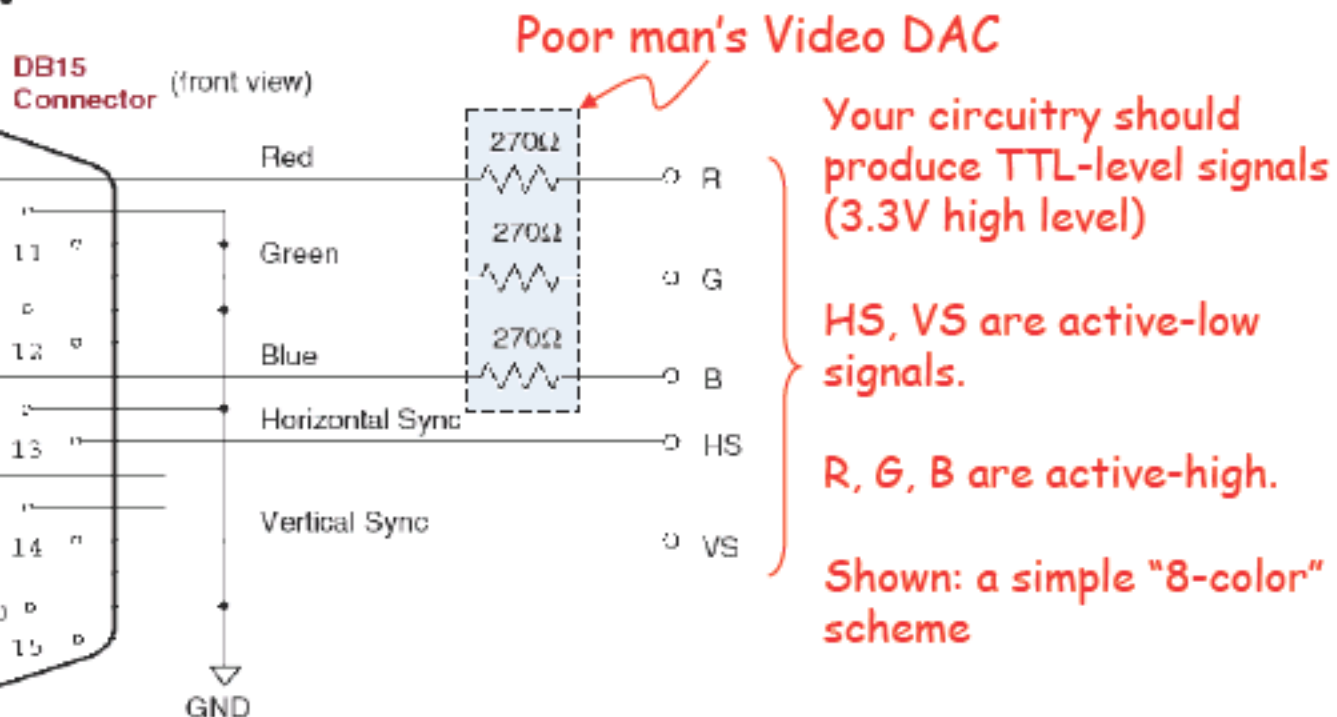 Poor man's Video DAC
DB15
Connector
(front view)
Red
270Ω
R
Your circuitry should
produce TTL-level signals
(3.3V high level)
11
Green
270Ω
G
HS, VS are active-low
signals.
12
Blue
270Ω
B
Horizontal Sync
13
HS
R, G, B are active-high.
Vertical Sync
14
VS
Shown: a simple "8-color"
scheme
15
GND